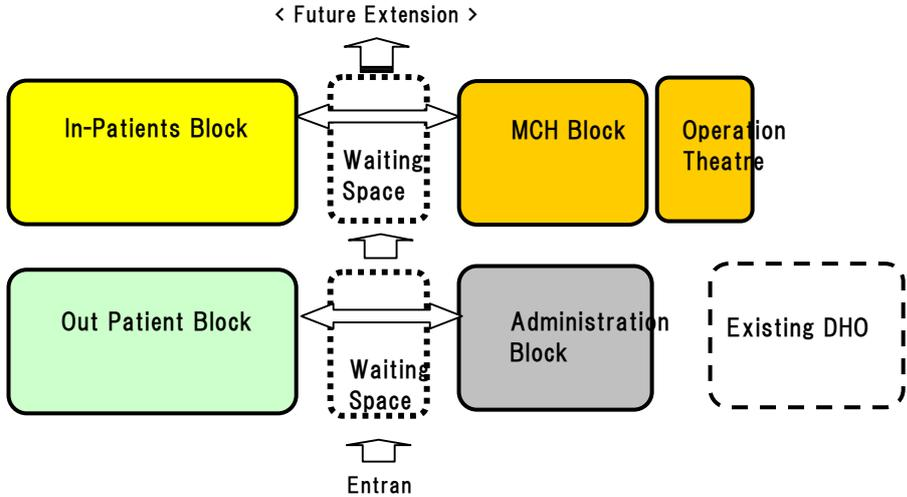 < Future Extension >
In-Patients Block
Waiting
Space
MCH Block
Operation
Theatre
Out Patient Block
Waiting
Space
Administration
Block
Existing DHO
Entran